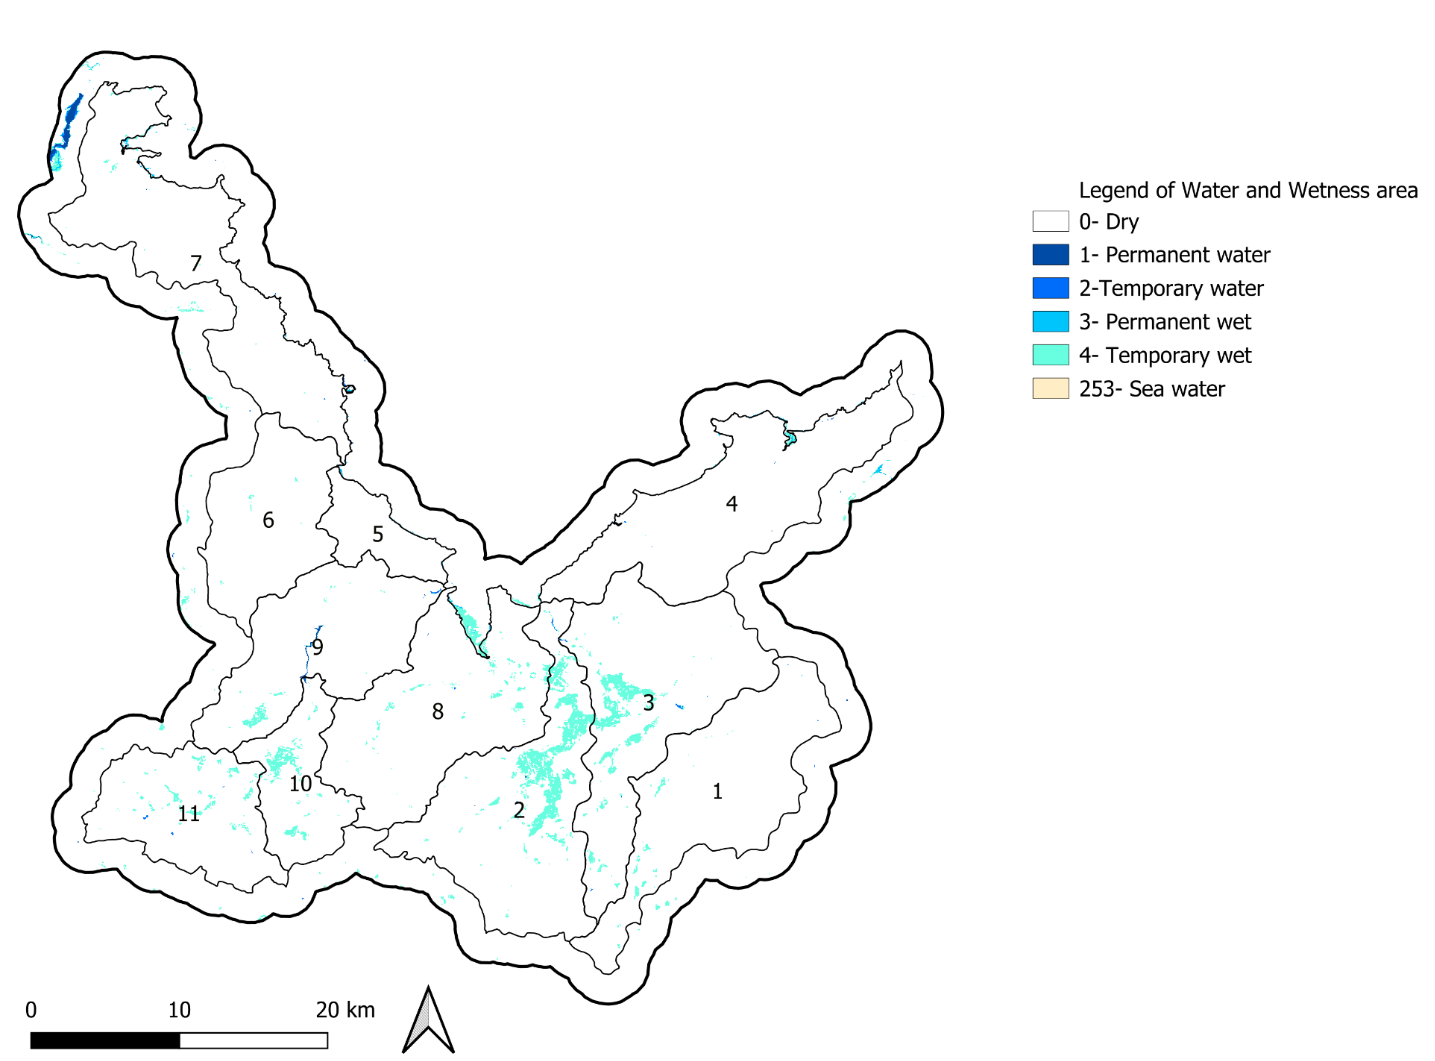 Legend of Water and Wetness area
0- Dry
1- Permanent water
2-Temporary water
3- Permanent wet
4- Temporary wet
253- Sea water
7
4
6
5
9
3
8
10
1
2
11
0 10 20 km